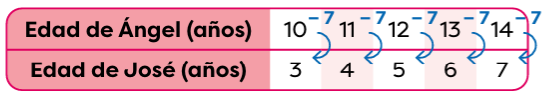 Edad de Ángel (años) 10 – 7 11 – 7 12 – 7 13 – 7 14 – 7
Edad de José (años) 3 4 5 6 7